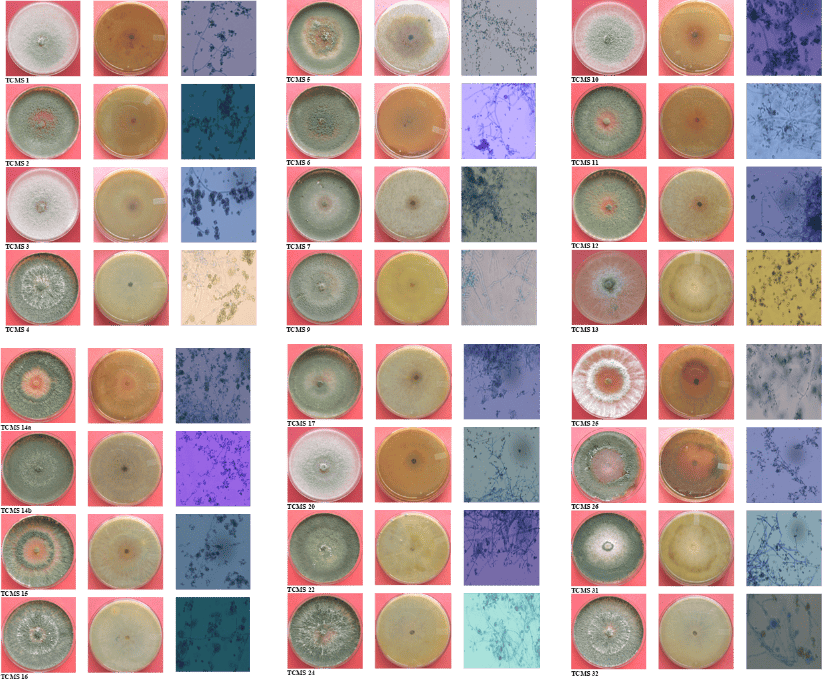 TCMS 1
TCMS 5
TCMS 10
TCMS 2
TCMS 6
TCMS 11
TCMS 3
TCMS 7
TCMS 12
TCMS 4
TCMS 9
TCMS 13
TCMS 14a
TCMS 17
TCMS 25
TCMS 14b
TCMS 20
TCMS 26
TCMS 15
TCMS 22
TCMS 31
TCMS 16
TCMS 24
TCMS 32